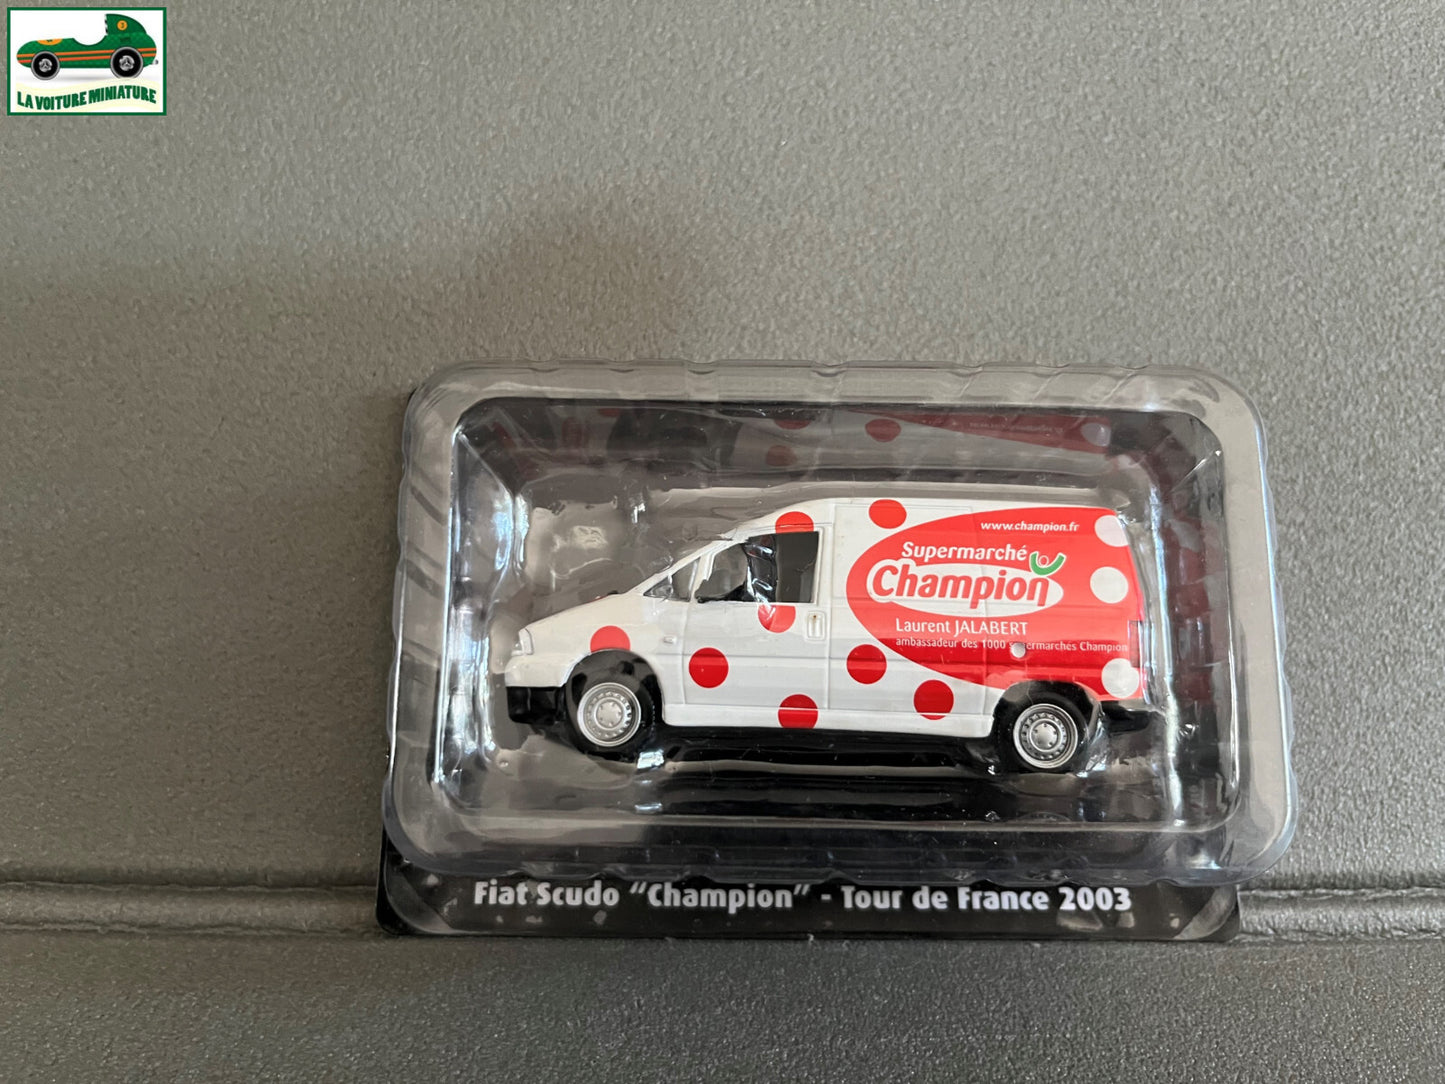 LA VOITURE MINIATURE
www.champion.fr
Supermarché
Champion
Laurent JALABERT
ambassadeur des 1000 Supermarchés Champion
Fiat Scudo “Champion” - Tour de France 2003